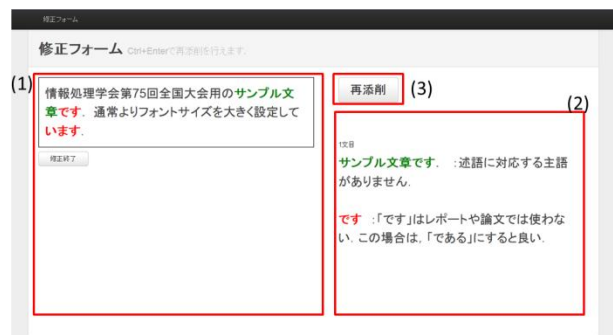 修正フォーム
修正フォーム Ctrl+Enterで再添削を行えます.
(1)
情報処理学会第75回全国大会用のサンプル文
章です．通常よりフォントサイズを大きく設定して
います.
修正終了
再添削
(3)
(2)
1文目
サンプル文章です． ：述語に対応する主語
がありません.
です ：「です」はレポートや論文では使わな
い. この場合は,「である」にすると良い.